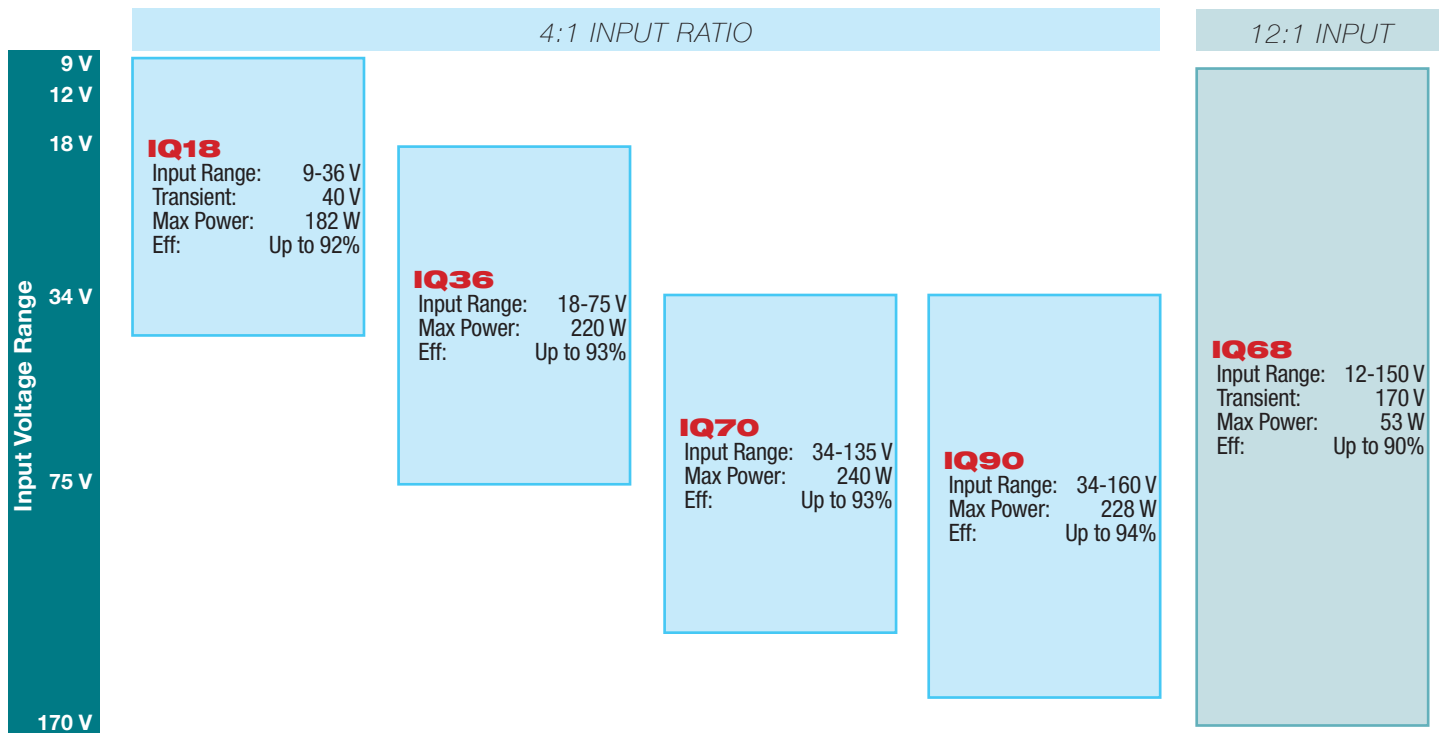 4:1 INPUT RATIO
12:1 INPUT
Input Voltage Range
9 V
12 V
18 V
34 V
75 V
170 V
IQ18
Input Range: 9-36 V
Transient: 40 V
Max Power: 182 W
Eff: Up to 92%
IQ36
Input Range: 18-75 V
Max Power: 220 W
Eff: Up to 93%
IQ70
Input Range: 34-135 V
Max Power: 240 W
Eff: Up to 93%
IQ90
Input Range: 34-160 V
Max Power: 228 W
Eff: Up to 94%
IQ68
Input Range: 12-150 V
Transient: 170 V
Max Power: 53 W
Eff: Up to 90%